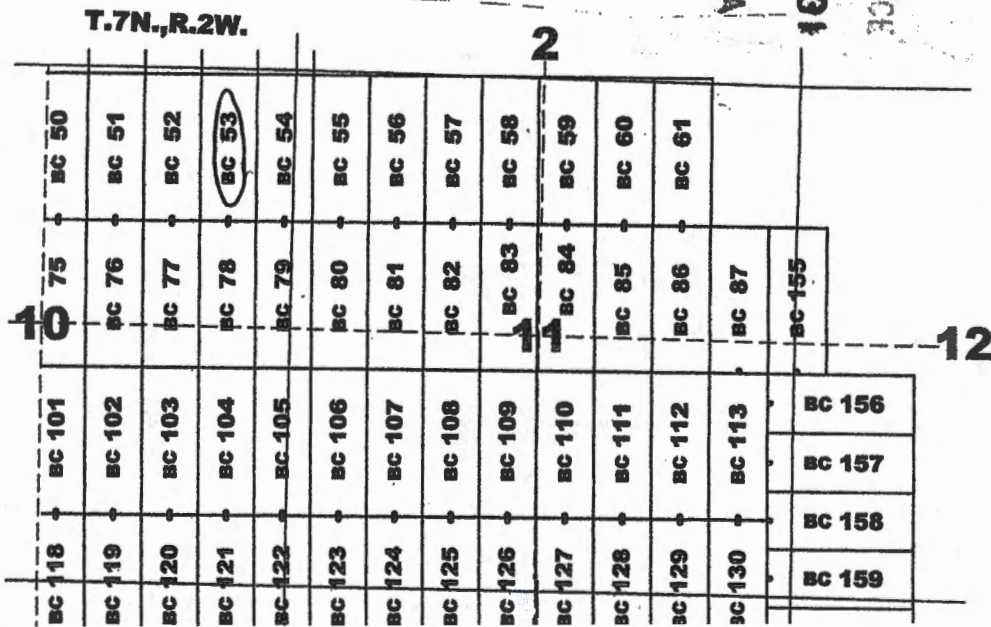 T.7N.,R.2W.
2
BC 50
BC 51
BC 52
BC 53
BC 54
BC 55
BC 56
BC 57
BC 58
BC 59
BC 60
BC 61
BC 75
BC 76
BC 77
BC 78
BC 79
BC 80
BC 81
BC 82
BC 83
BC 84
BC 85
BC 86
BC 87
BC 155
10
11
12
BC 101
BC 102
BC 103
BC 104
BC 105
BC 106
BC 107
BC 108
BC 109
BC 110
BC 111
BC 112
BC 113
BC 156
BC 157
BC 158
BC 159
BC 118
BC 119
BC 120
BC 121
BC 122
BC 123
BC 124
BC 125
BC 126
BC 127
BC 128
BC 129
BC 130